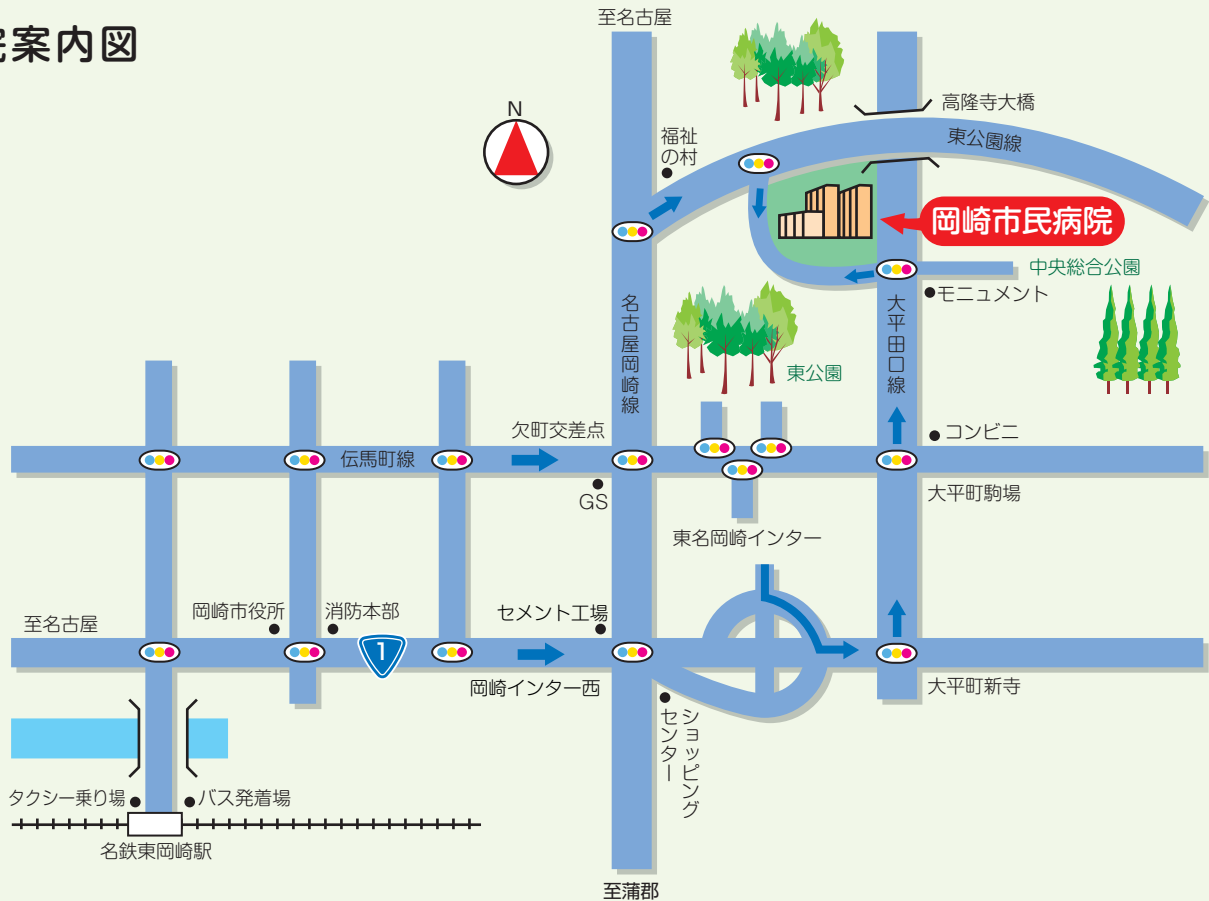 院案内図
至名古屋
N
高隆寺大橋
東公園線
福祉の村
岡崎市民病院
中央総合公園
モニュメント
名古屋岡崎線
大平田口線
東公園
欠町交差点
コンビニ
伝馬町線
GS
大平町駒場
東名岡崎インター
岡崎市役所
消防本部
セメント工場
至名古屋
1
岡崎インター西
大平町新寺
ショッピング
センター
タクシー乗り場
バス発着場
名鉄東岡崎駅
至蒲郡